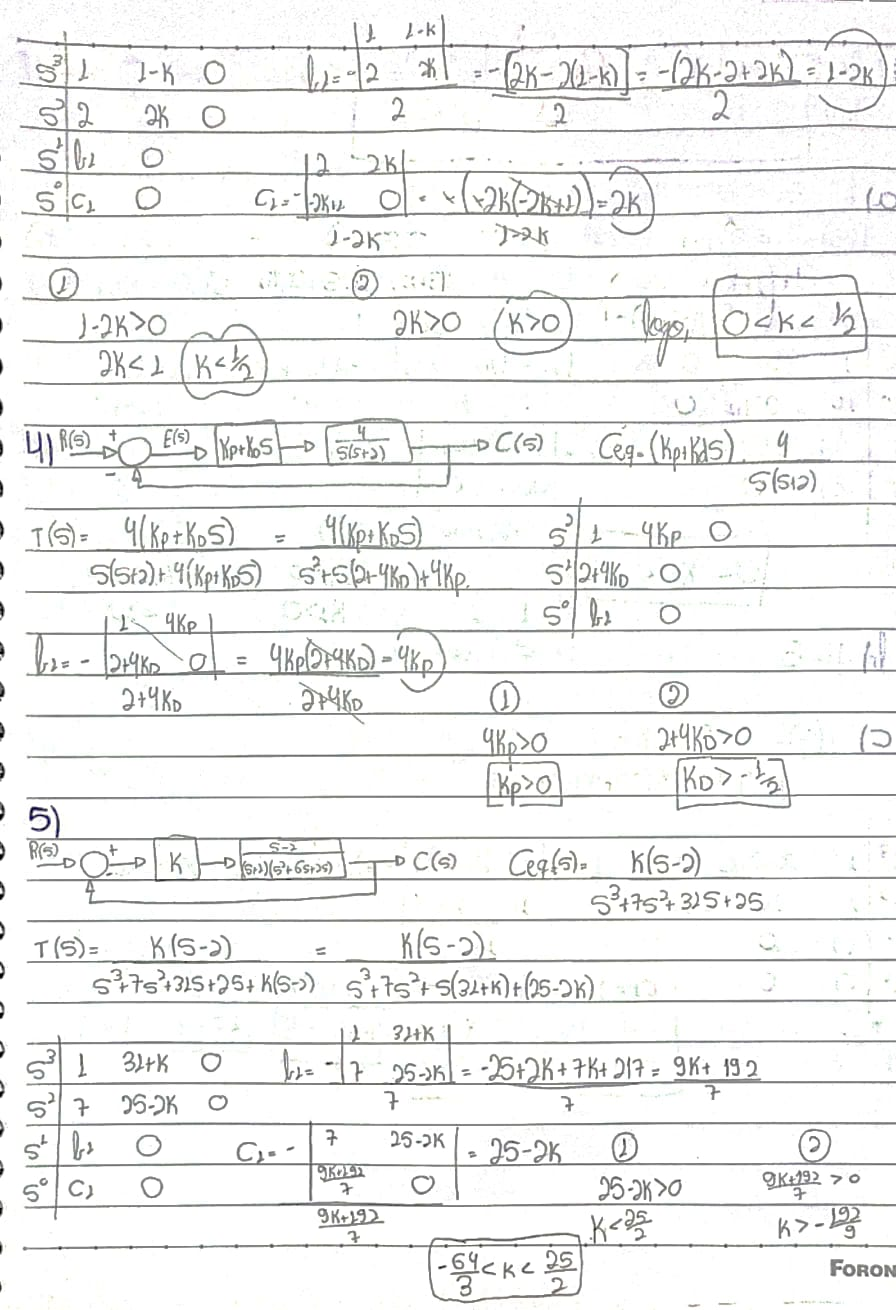 1 1-K
S³ 1 1-K 0 b₁= - 2 2K = -[2K-2(1-K)] = -(2K-2+2K) = 1-2K
2 2 2
S² 2 2K 0
S¹ b₁ 0
2 2K
S⁰ C₁ 0 C₁= - -2K+1 0 = (-2K(-2K+1)) = 2K
1-2K 1-2K
① ②
1-2K>0 2K>0 K>0 logo, 0<K<1/2
2K<1 K<1/2
4) R(s) + E(s) Kp+KDS 4 C(s) Geq=(Kp+KdS). 4
- S(S+2) S(S+2)
T(S)= 4(Kp+KDS) = 4(Kp+KDS) S² 1 4Kp 0
S(S+2)+4(Kp+KDS) S²+S(2+4KD)+4Kp. S¹ 2+4KD 0
S⁰ b₁ 0
1 4Kp
b₁= - 2+4KD 0 = 4Kp(2+4KD) = 4Kp
2+4KD 2+4KD
① ②
4Kp>0 2+4KD>0
Kp>0 KD>-1/2
5)
R(s) + - K S-2 C(s) Geq(s)= K(S-2)
(S+2)(S²+6S+25) S³+7S²+31S+25
T(S)= K(S-2) = K(S-2)
S³+7S²+31S+25+K(S-2) S³+7S²+S(31+K)+(25-2K)
1 31+K
S³ 1 31+K 0 b₁= - 7 25-2K = -25+2K+7K+217 = 9K+192
7 7 7
S² 7 25-2K 0
S¹ b₁ 0 C₁= - 7 25-2K = 25-2K ① ②
S⁰ C₁ 0 9K+192/7 0 25-2K>0 9K+192/7 >0
9K+192/7 K<25/2 K>-192/9
-64/3<K<25/2
FORON